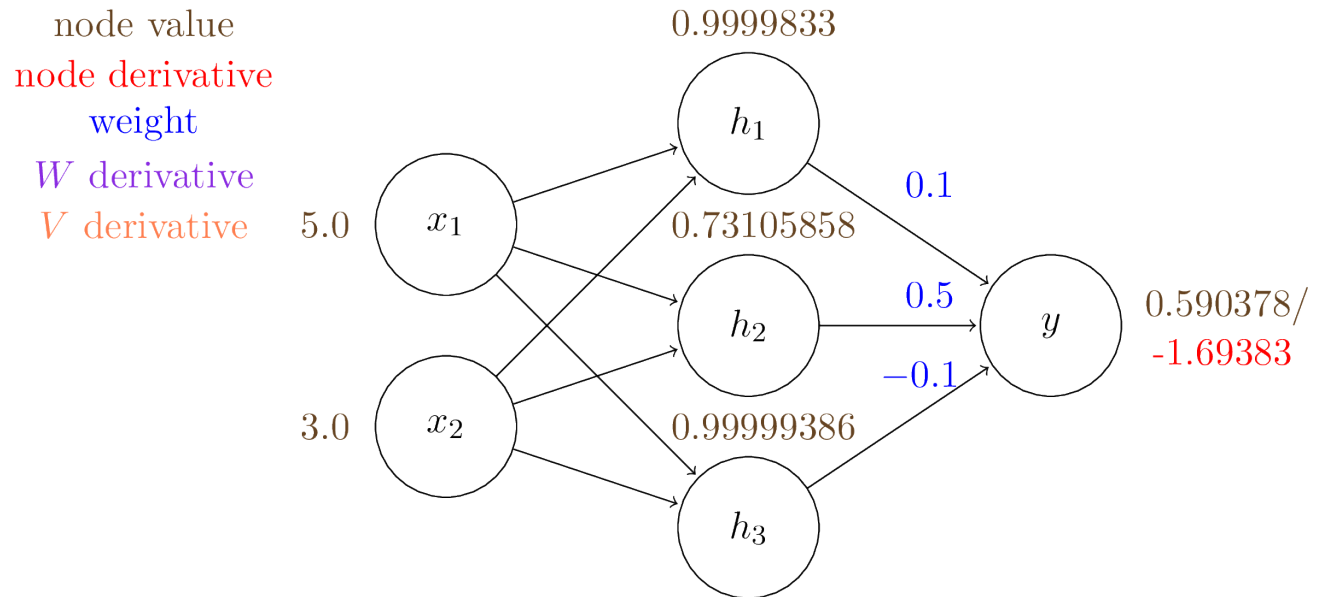 node value
node derivative
weight
W derivative
V derivative
5.0
x₁
3.0
x₂
0.9999833
h₁
0.73105858
h₂
0.99999386
h₃
0.1
0.5
−0.1
y
0.590378/
-1.69383